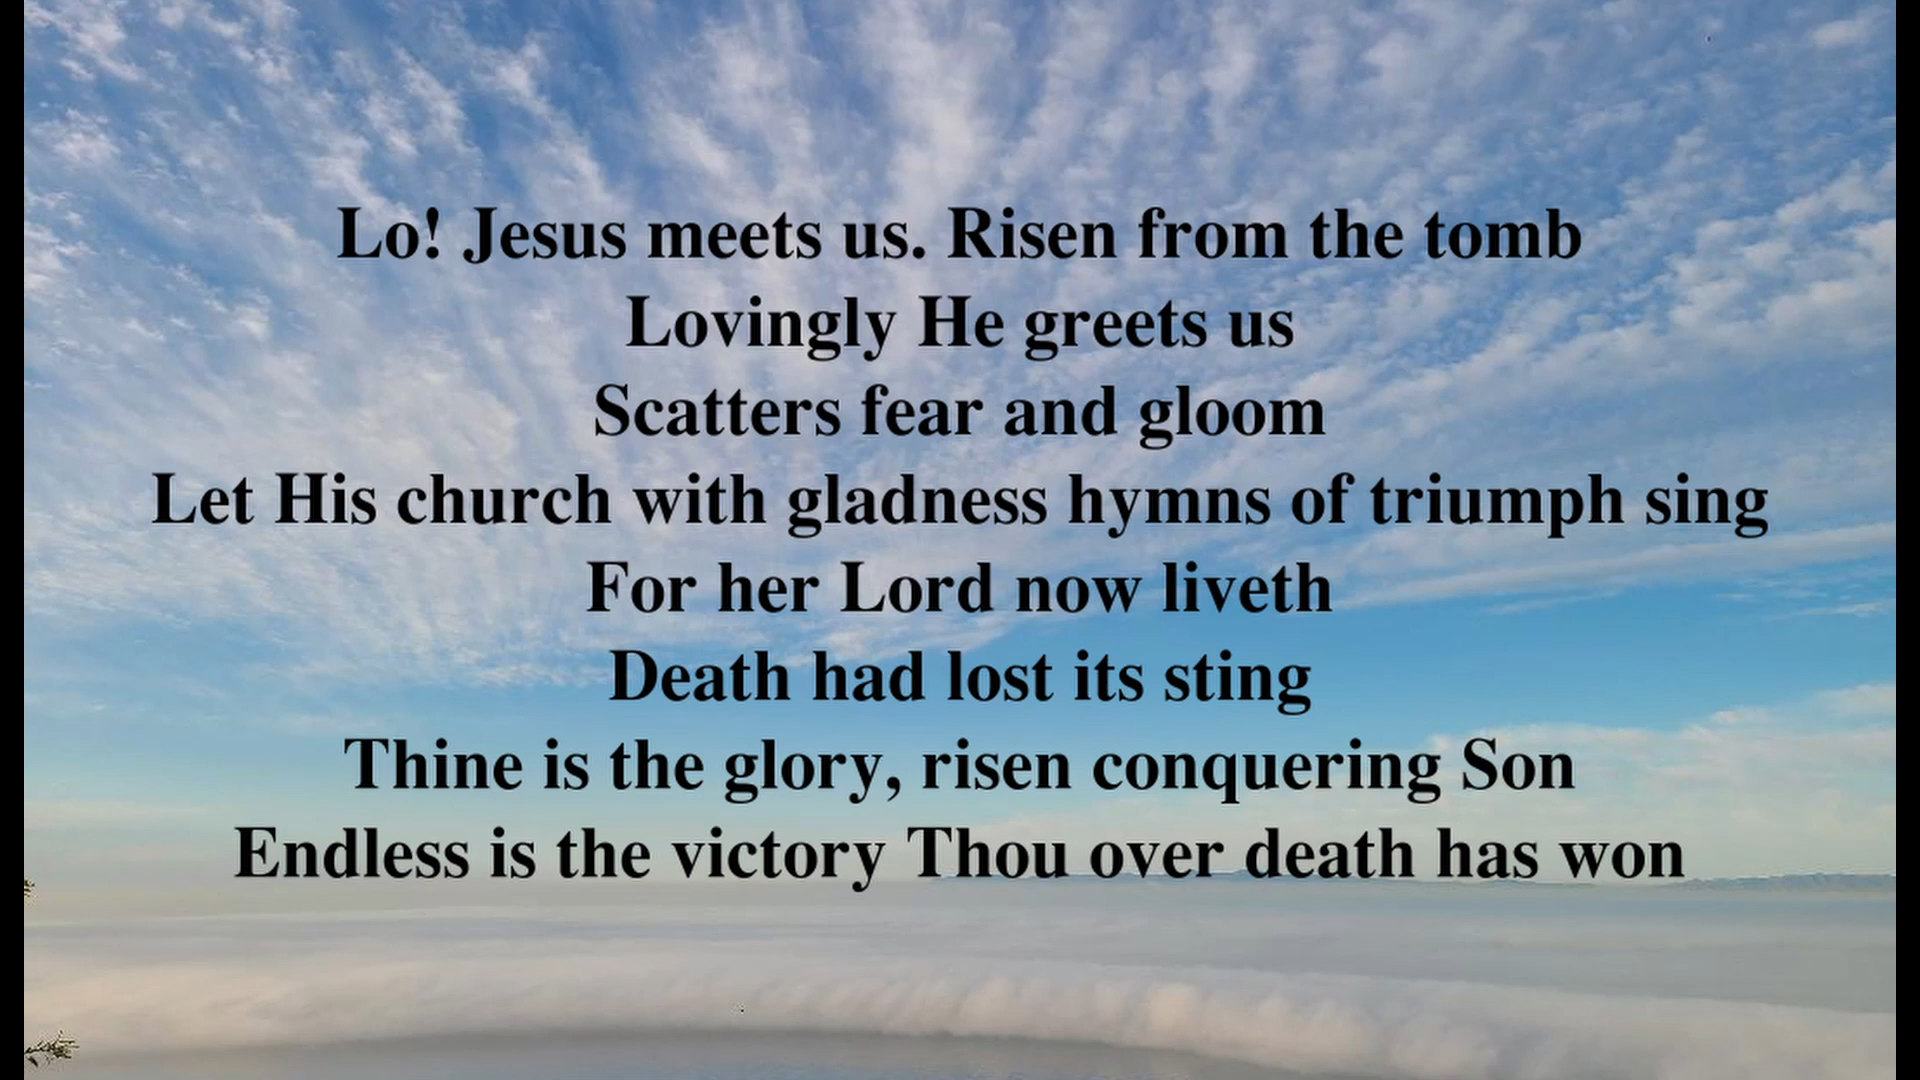 Lo! Jesus meets us. Risen from the tomb
Lovingly He greets us
Scatters fear and gloom
Let His church with gladness hymns of triumph sing
For her Lord now liveth
Death had lost its sting
Thine is the glory, risen conquering Son
Endless is the victory Thou over death has won